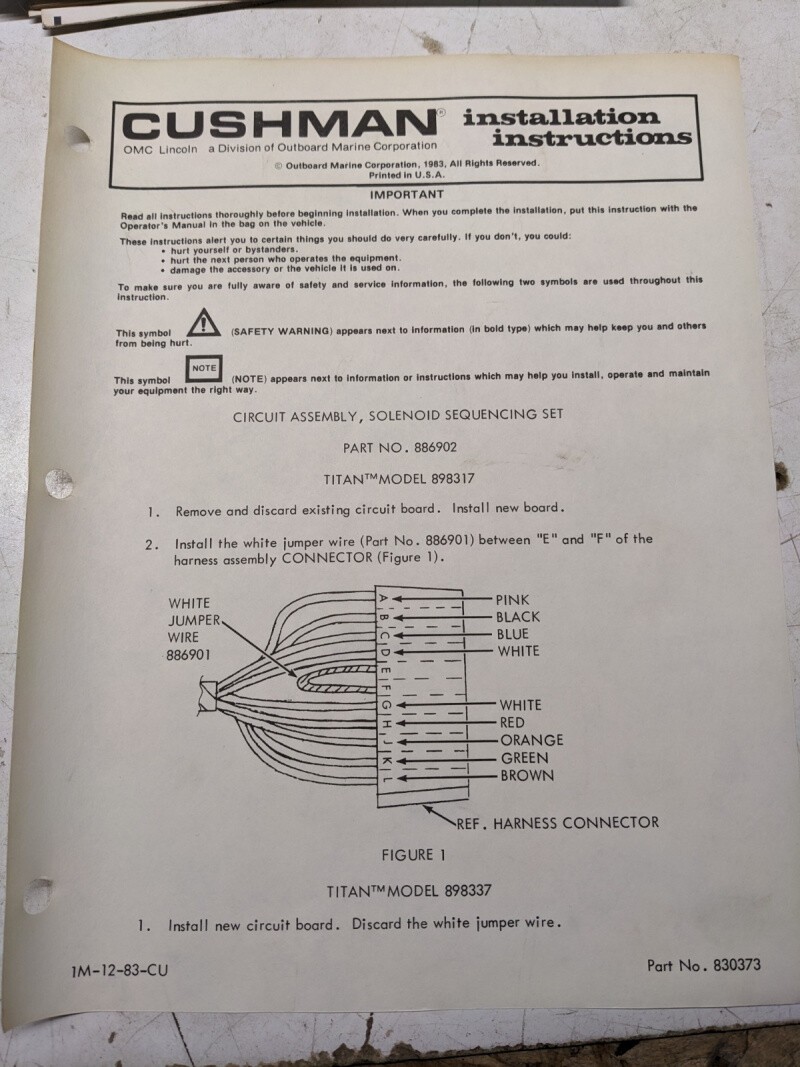 CUSHMAN® installation
instructions
OMC Lincoln a Division of Outboard Marine Corporation
© Outboard Marine Corporation, 1983, All Rights Reserved.
Printed in U.S.A.
IMPORTANT
Read all instructions thoroughly before beginning installation. When you complete the installation, put this instruction with the
Operator's Manual in the bag on the vehicle.
These instructions alert you to certain things you should do very carefully. If you don't, you could:
• hurt yourself or bystanders.
• hurt the next person who operates the equipment.
• damage the accessory or the vehicle it is used on.
To make sure you are fully aware of safety and service information, the following two symbols are used throughout this
instruction.
This symbol (SAFETY WARNING) appears next to information (in bold type) which may help keep you and others
from being hurt.
NOTE
This symbol (NOTE) appears next to information or instructions which may help you install, operate and maintain
your equipment the right way.
CIRCUIT ASSEMBLY, SOLENOID SEQUENCING SET
PART NO. 886902
TITAN™ MODEL 898317
1. Remove and discard existing circuit board. Install new board.
2. Install the white jumper wire (Part No. 886901) between "E" and "F" of the
harness assembly CONNECTOR (Figure 1).
WHITE
JUMPER
WIRE
886901
A PINK
B BLACK
C BLUE
D WHITE
E
F
G WHITE
H RED
J ORANGE
K GREEN
L BROWN
REF. HARNESS CONNECTOR
FIGURE 1
TITAN™ MODEL 898337
1. Install new circuit board. Discard the white jumper wire.
1M-12-83-CU
Part No. 830373